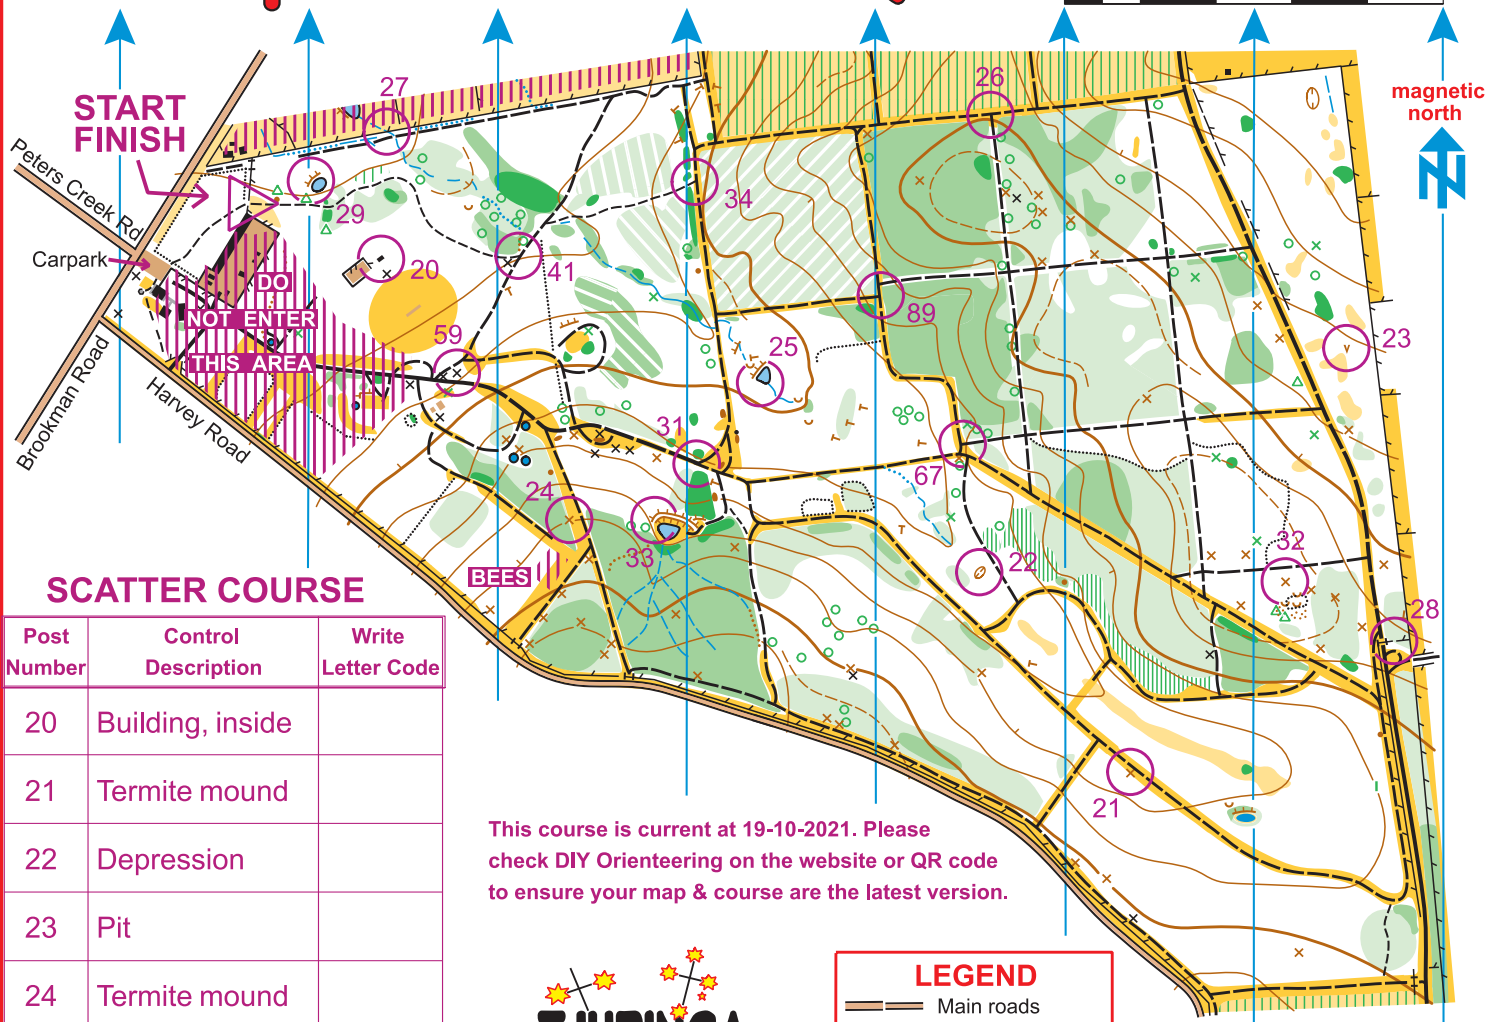 magnetic
north
START
FINISH
Peters Creek Rd
Carpark
Brookman Road
Harvey Road
DO
NOT ENTER
THIS AREA
BEES
27
26
29
34
20
41
89
23
59
25
31
67
24
33
22
32
28
21
SCATTER COURSE
Post Number Control Description Write Letter Code
20 Building, inside
21 Termite mound
22 Depression
23 Pit
24 Termite mound
This course is current at 19-10-2021. Please
check DIY Orienteering on the website or QR code
to ensure your map & course are the latest version.
LEGEND
Main roads